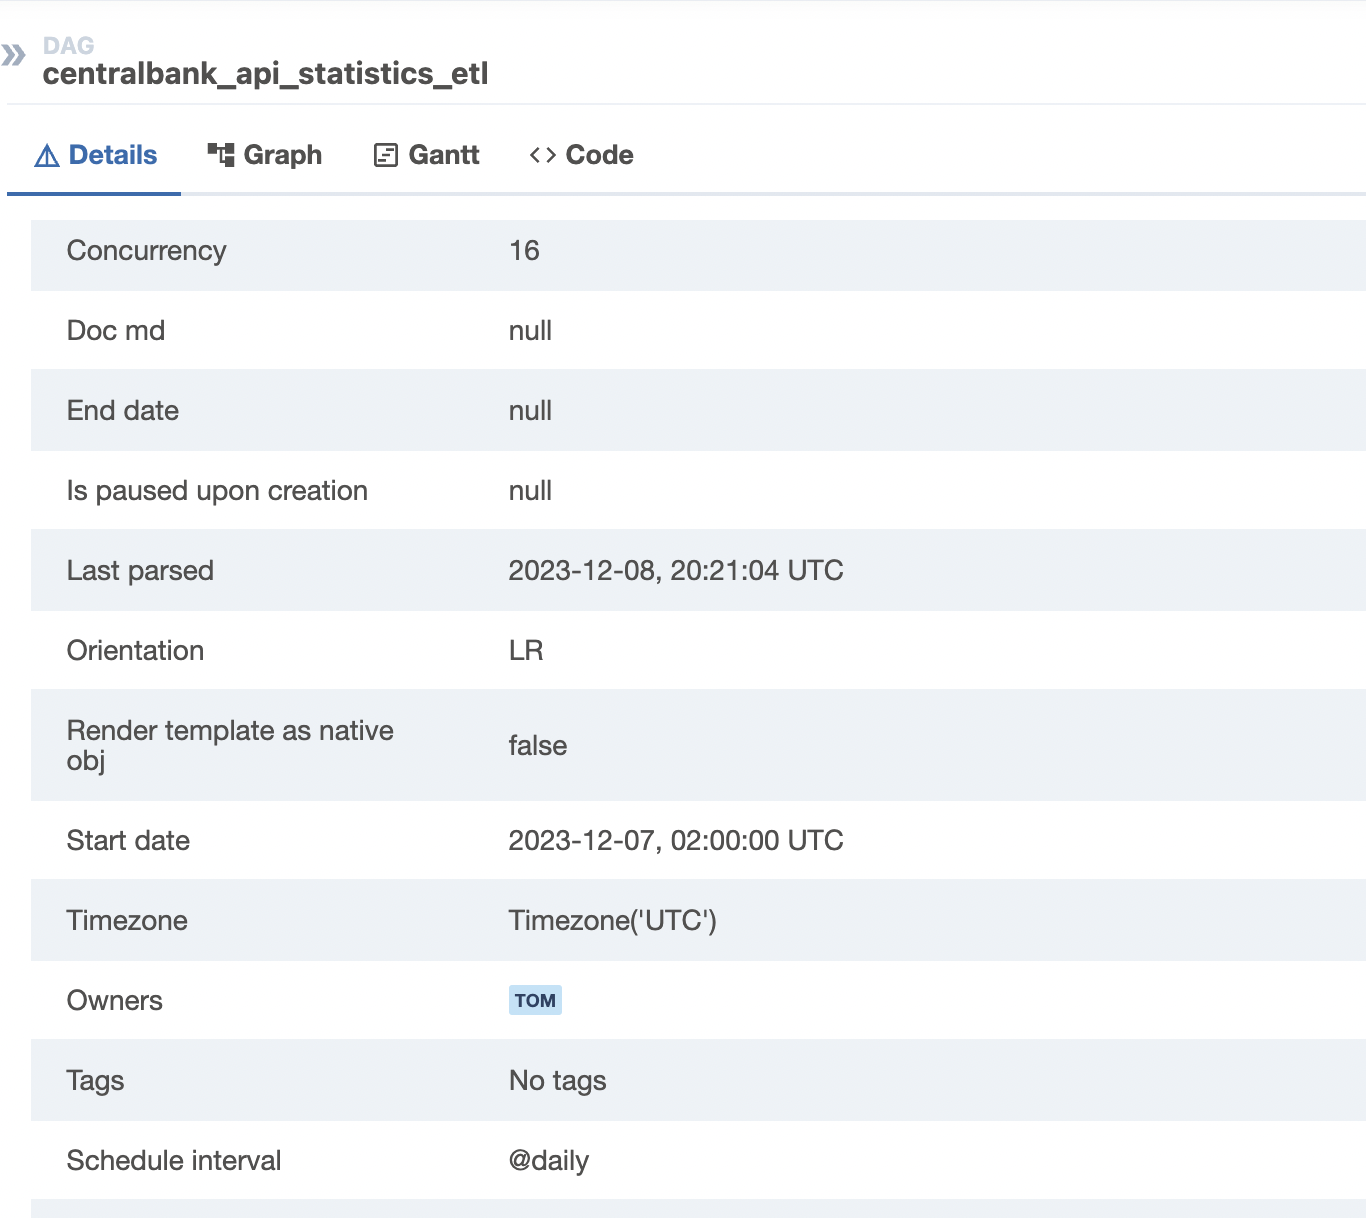 DAG
centralbank_api_statistics_etl
Details Graph Gantt Code
Concurrency 16
Doc md null
End date null
Is paused upon creation null
Last parsed 2023-12-08, 20:21:04 UTC
Orientation LR
Render template as native
obj false
Start date 2023-12-07, 02:00:00 UTC
Timezone Timezone('UTC')
Owners TOM
Tags No tags
Schedule interval @daily